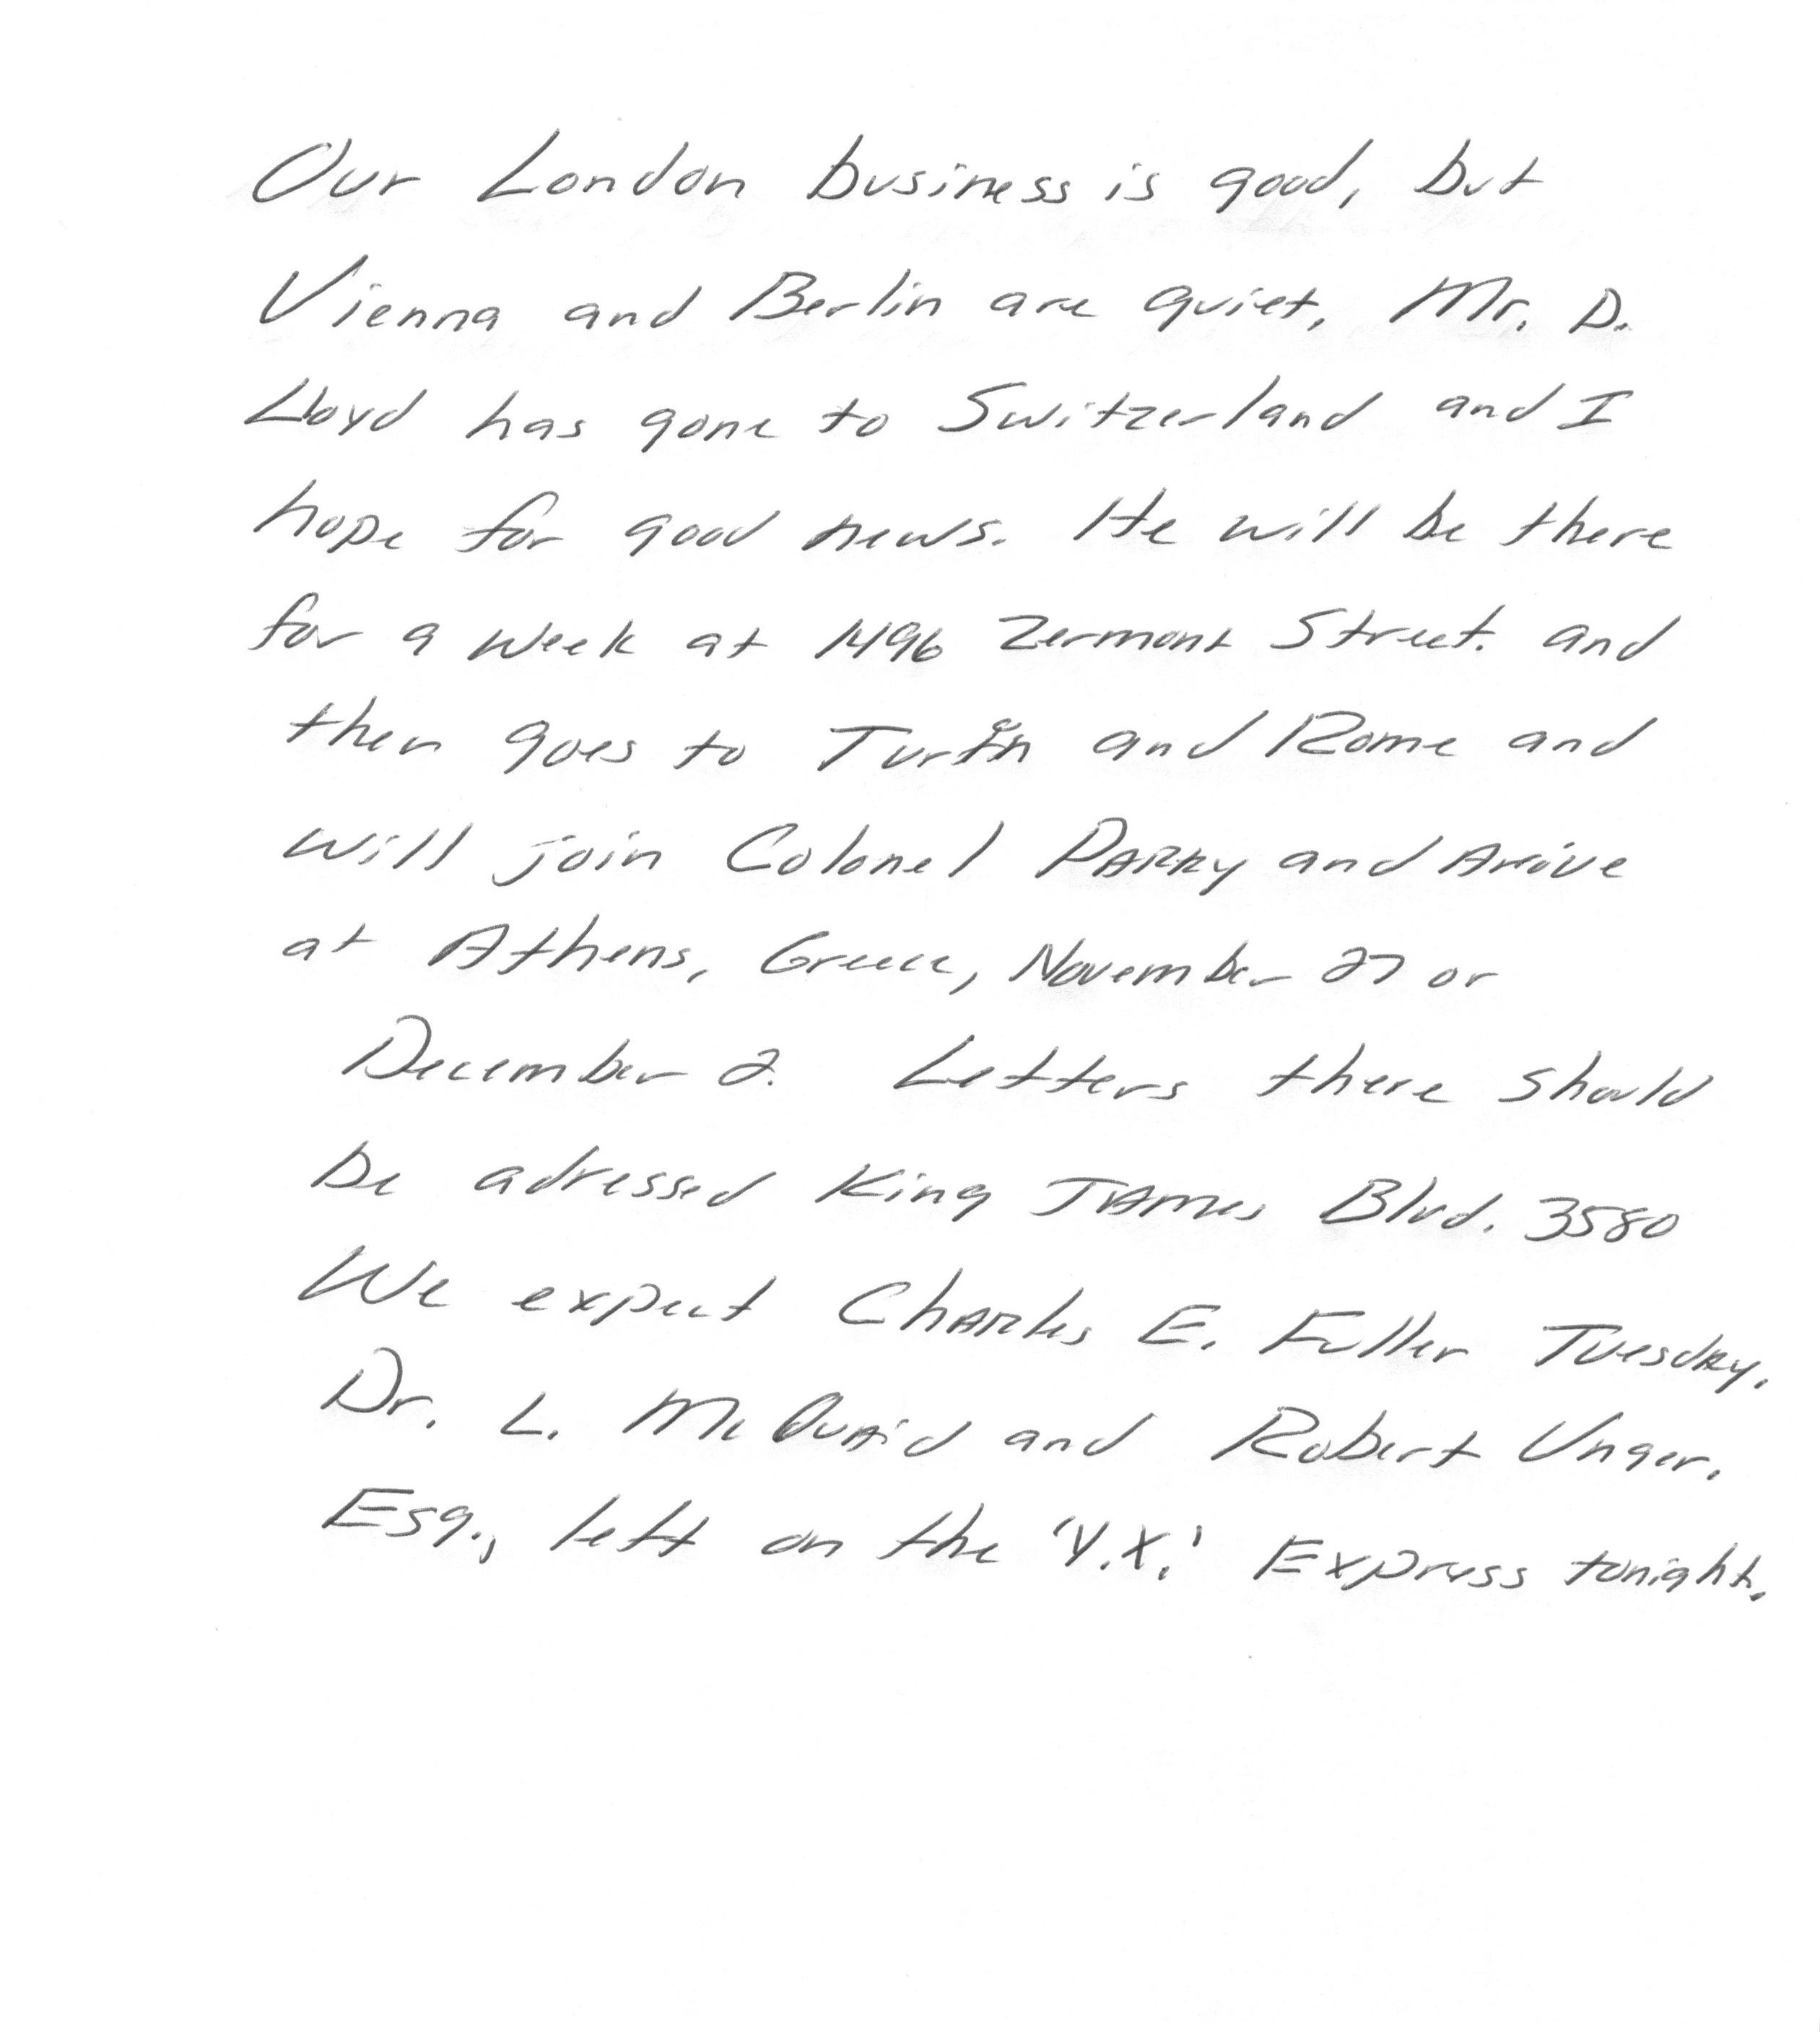 Our London business is good, but
Vienna and Berlin are quiet. Mr. D.
Lloyd has gone to Switzerland and I
hope for good news. He will be there
for a week at 1496 Zermont Street. and
then goes to Turin and Rome and
will join Colonel PARRy and Arrive
at Athens, Greece, November 27 or
December 2. Letters there should
be adressed King JAmes Blvd. 3580
We expect ChARles E. Fuller TuesdAy.
Dr. L. McQuAid and Robert Unger.
Esq., left on the 'Y.X.' Express tonight.